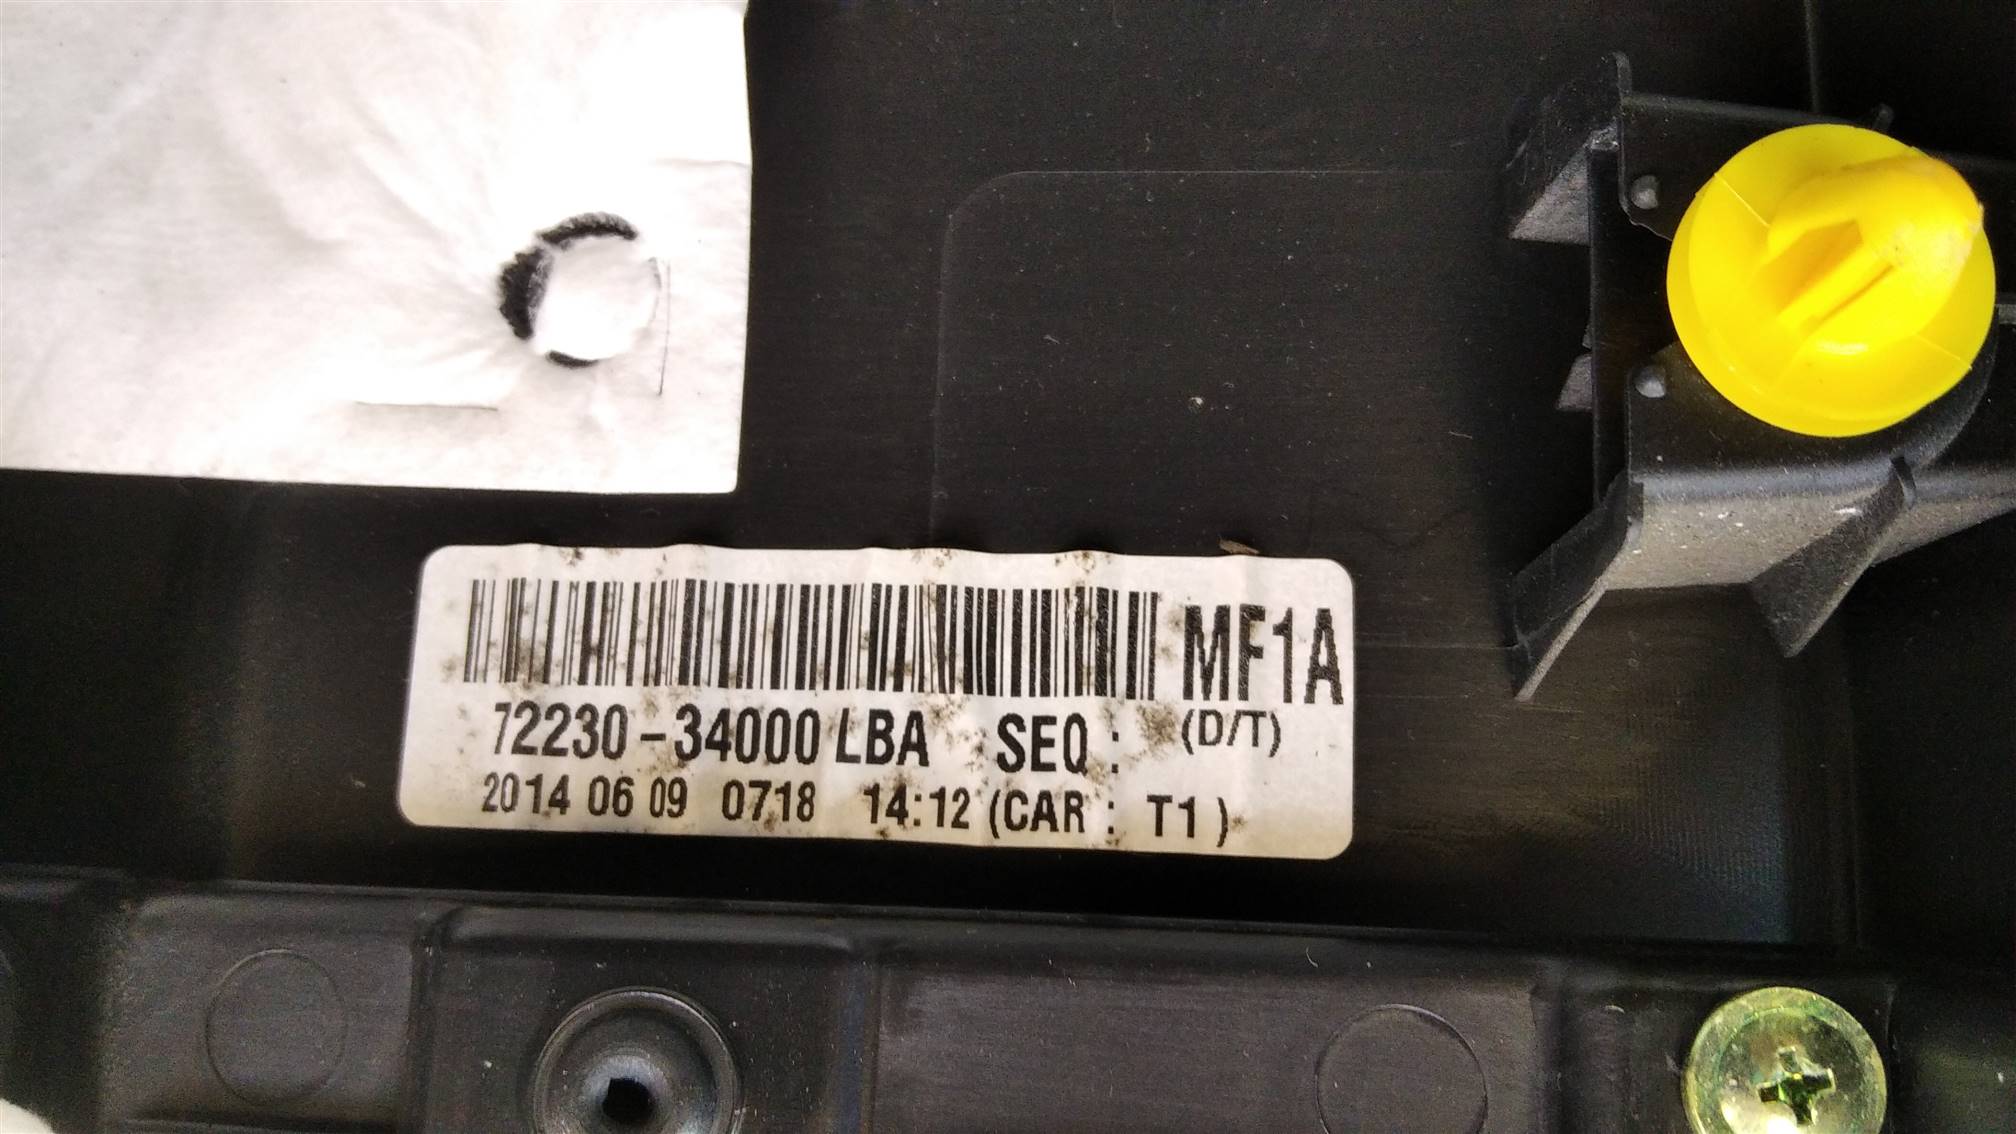 MF1A
72230-34000 LBA SEQ : (D/T)
2014 06 09 0718 14:12 (CAR : T1 )